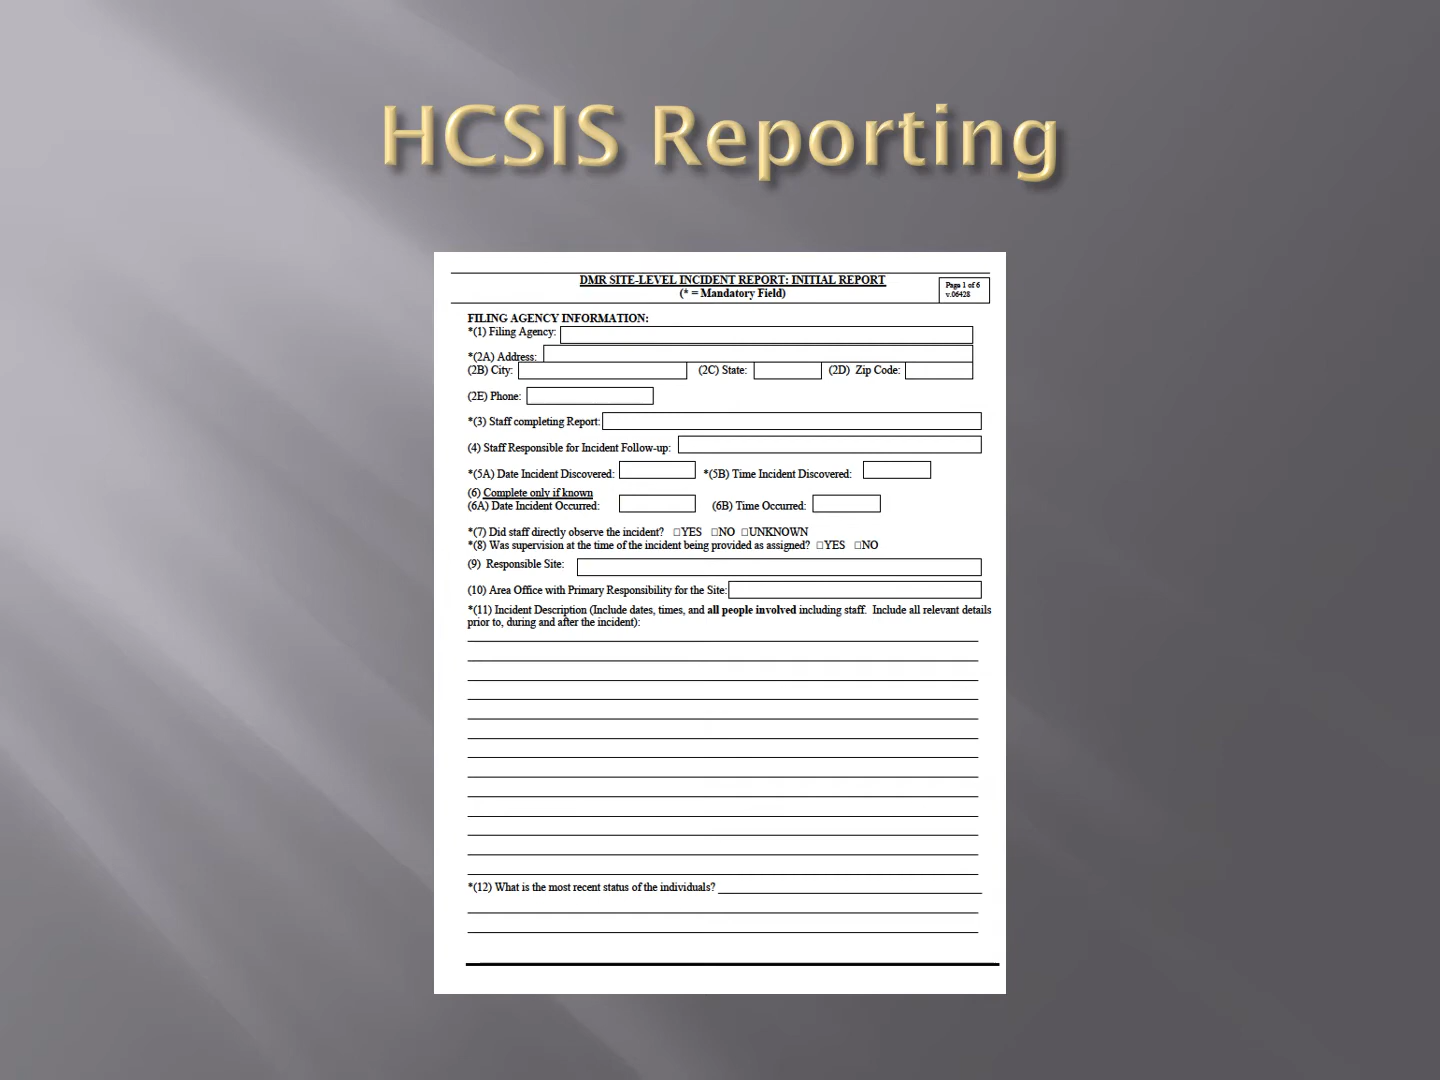 HCSIS Reporting
DMR SITE-LEVEL INCIDENT REPORT: INITIAL REPORT
(* = Mandatory Field)
Page 1 of 6
v.06428
FILING AGENCY INFORMATION:
*(1) Filing Agency:
*(2A) Address:
(2B) City: (2C) State: (2D) Zip Code:
(2E) Phone:
*(3) Staff completing Report:
(4) Staff Responsible for Incident Follow-up:
*(5A) Date Incident Discovered: *(5B) Time Incident Discovered:
(6) Complete only if known
(6A) Date Incident Occurred: (6B) Time Occurred:
*(7) Did staff directly observe the incident? □YES □NO □UNKNOWN
*(8) Was supervision at the time of the incident being provided as assigned? □YES □NO
(9) Responsible Site:
(10) Area Office with Primary Responsibility for the Site:
*(11) Incident Description (Include dates, times, and all people involved including staff. Include all relevant details
prior to, during and after the incident):
*(12) What is the most recent status of the individuals?